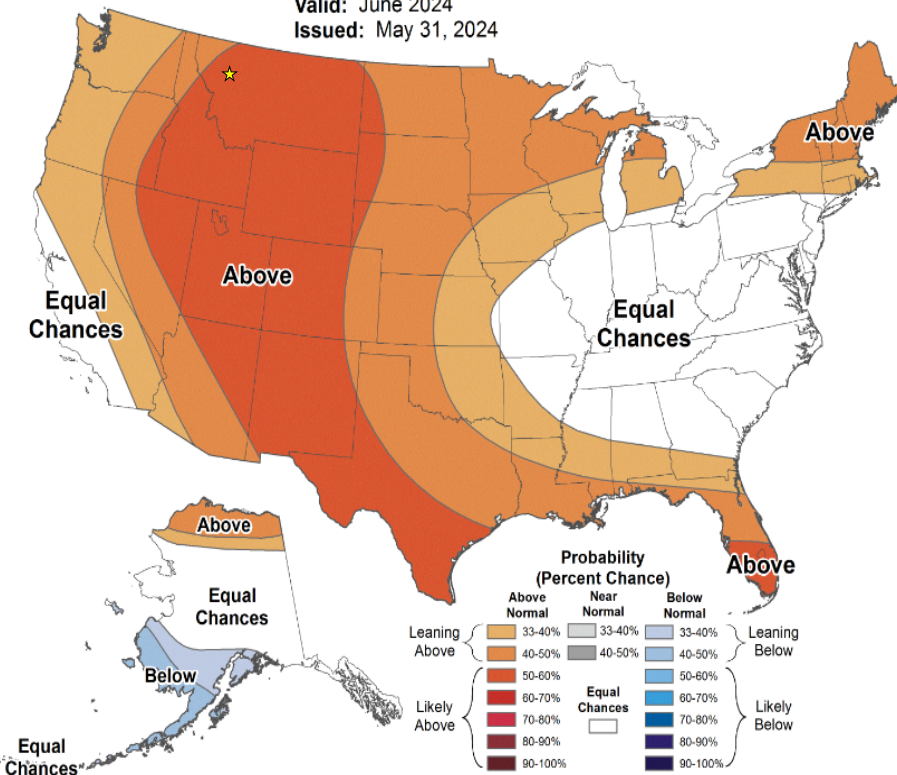 Valid: June 2024
Issued: May 31, 2024
Above
Above
Equal
Chances
Equal
Chances
Above
Above
Equal
Chances
Below
Equal
Chances
Probability
(Percent Chance)
Above
Normal
Near
Normal
Below
Normal
Leaning
Above
33-40%
33-40%
33-40%
Leaning
Below
40-50%
40-50%
40-50%
Likely
Above
50-60%
50-60%
60-70%
Equal
Chances
60-70%
70-80%
70-80%
Likely
Below
80-90%
80-90%
90-100%
90-100%